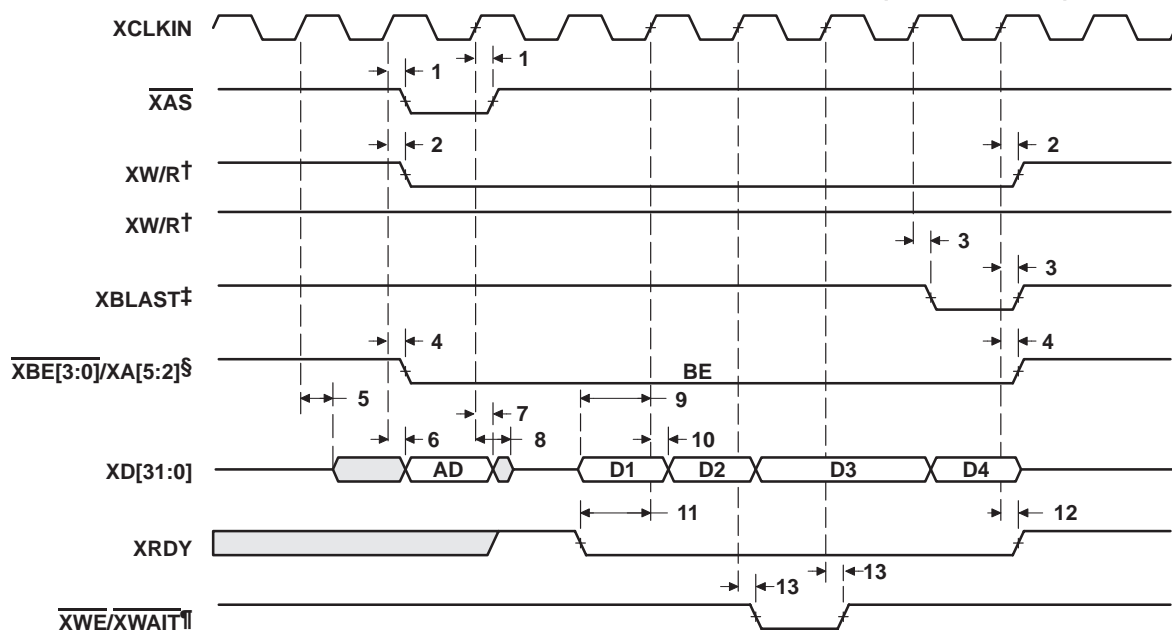 XCLKIN
1 1
XAS
2 2
XW/R†
XW/R†
3
3
XBLAST‡
4 4
XBE[3:0]/XA[5:2]§ BE
5 9
7
6 8 10
XD[31:0] AD D1 D2 D3 D4
11 12
XRDY
13 13
XWE/XWAIT¶